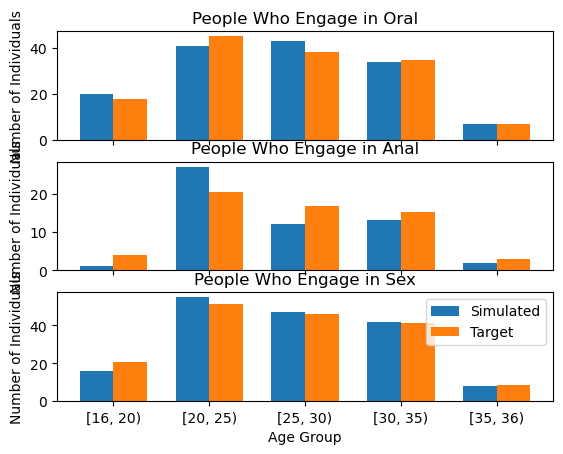 People Who Engage in Oral
Number of Individuals
40
20
0
People Who Engage in Anal
Number of Individuals
20
10
0
People Who Engage in Sex
Number of Individuals
40
20
0
Simulated
Target
[16, 20) [20, 25) [25, 30) [30, 35) [35, 36)
Age Group